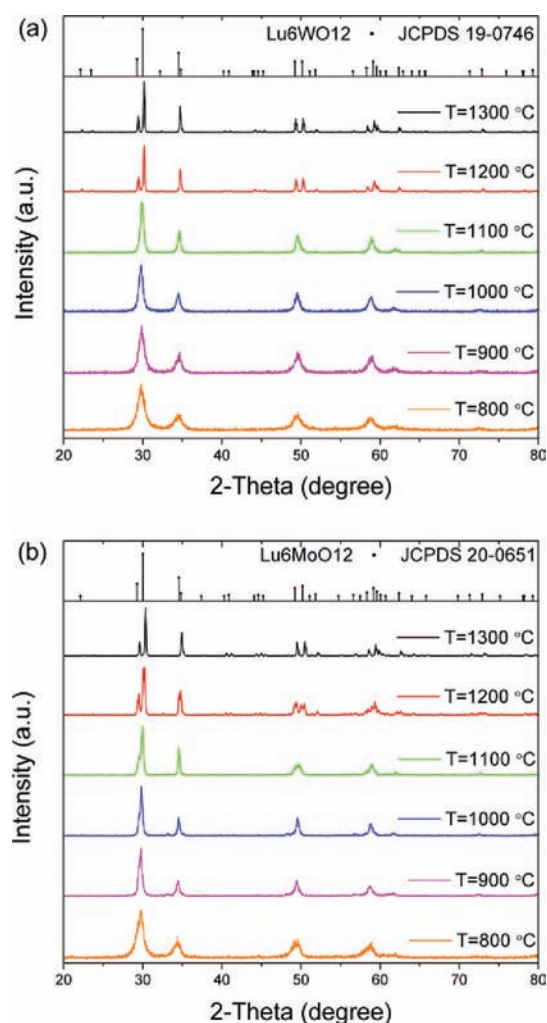 (a)
Lu6WO12 • JCPDS 19-0746
T=1300 °C
T=1200 °C
T=1100 °C
T=1000 °C
T=900 °C
T=800 °C
Intensity (a.u.)
20 30 40 50 60 70 80
2-Theta (degree)
(b)
Lu6MoO12 • JCPDS 20-0651
T=1300 °C
T=1200 °C
T=1100 °C
T=1000 °C
T=900 °C
T=800 °C
Intensity (a.u.)
20 30 40 50 60 70 80
2-Theta (degree)